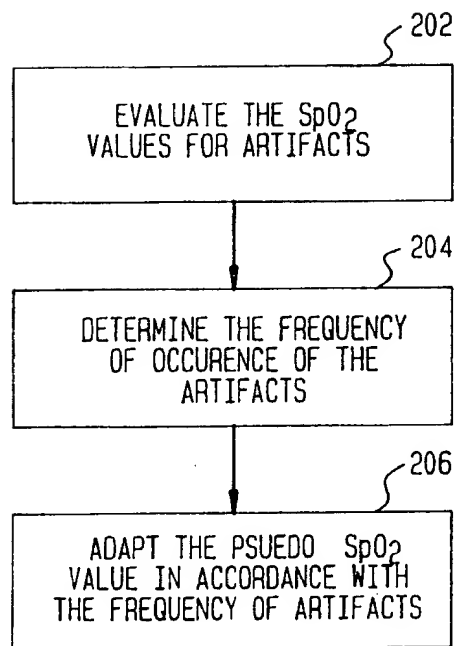 202
EVALUATE THE SpO2
VALUES FOR ARTIFACTS
204
DETERMINE THE FREQUENCY
OF OCCURENCE OF THE
ARTIFACTS
206
ADAPT THE PSUEDO SpO2
VALUE IN ACCORDANCE WITH
THE FREQUENCY OF ARTIFACTS